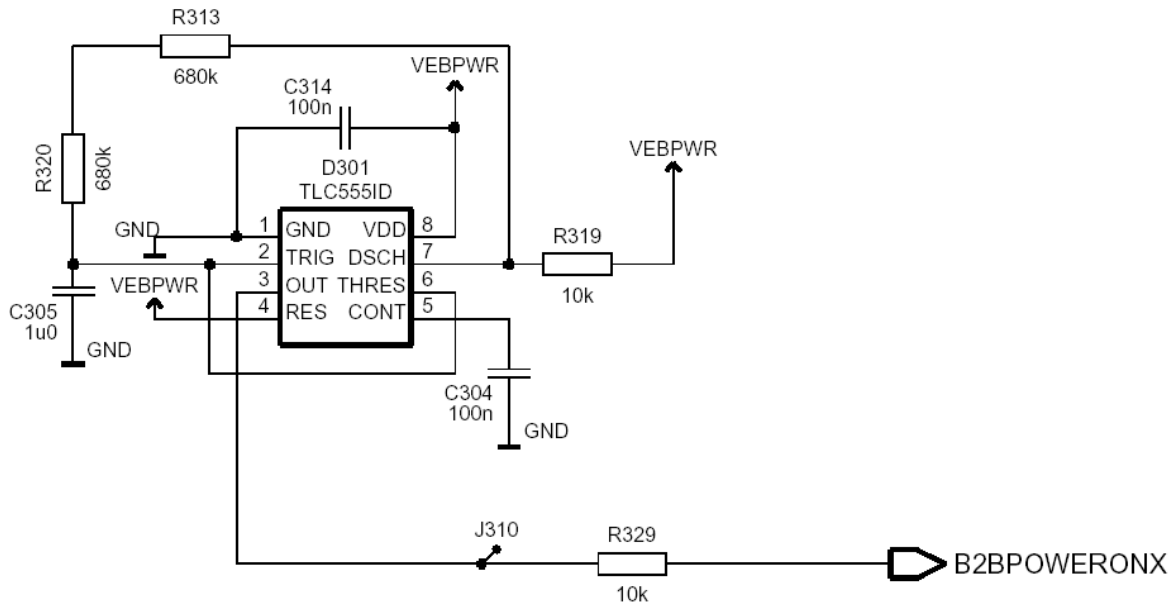 R313
680k
VEBPWR
C314
100n
R320
680k
D301
TLC555ID
VEBPWR
GND
1 GND VDD 8
2 TRIG DSCH 7
3 OUT THRES 6
4 RES CONT 5
R319
10k
VEBPWR
C305
1u0
GND
C304
100n
GND
J310
R329
10k
B2BPOWERONX